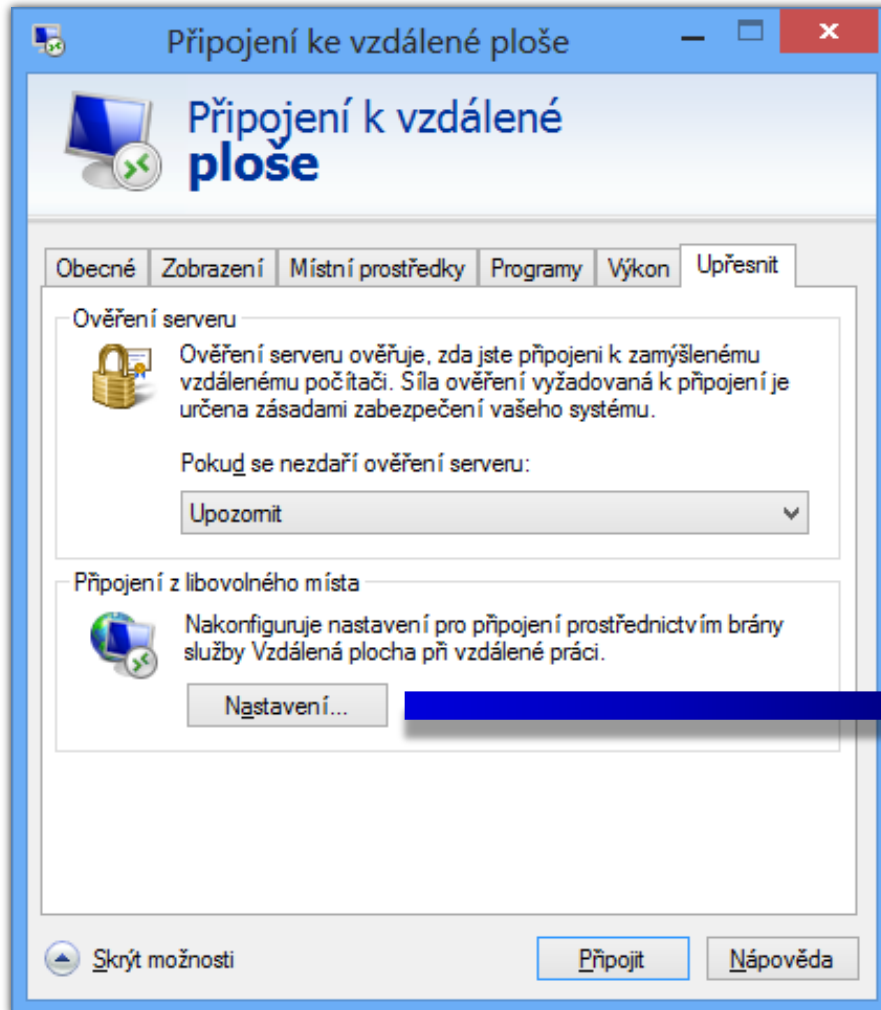 Připojení ke vzdálené ploše
Připojení k vzdálené
ploše
Obecné
Zobrazení
Místní prostředky
Programy
Výkon
Upřesnit
Ověření serveru
Ověření serveru ověřuje, zda jste připojeni k zamýšlenému
vzdálenému počítači. Síla ověření vyžadovaná k připojení je
určena zásadami zabezpečení vašeho systému.
Pokud se nezdaří ověření serveru:
Upozornit
Připojení z libovolného místa
Nakonfiguruje nastavení pro připojení prostřednictvím brány
služby Vzdálená plocha při vzdálené práci.
Nastavení...
Skrýt možnosti
Připojit
Nápověda